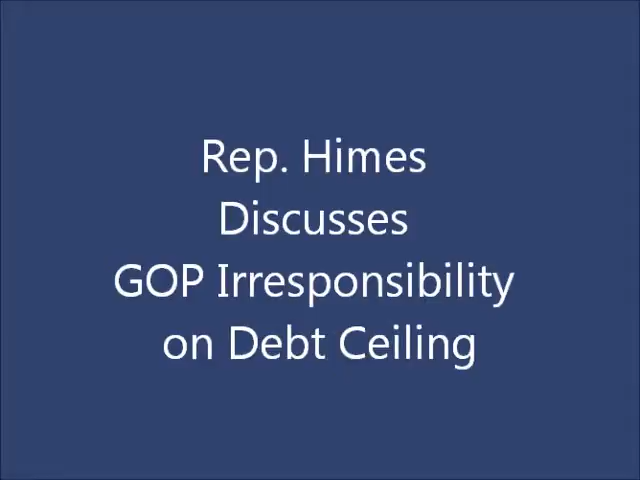 Rep. Himes
Discusses
GOP Irresponsibility
on Debt Ceiling